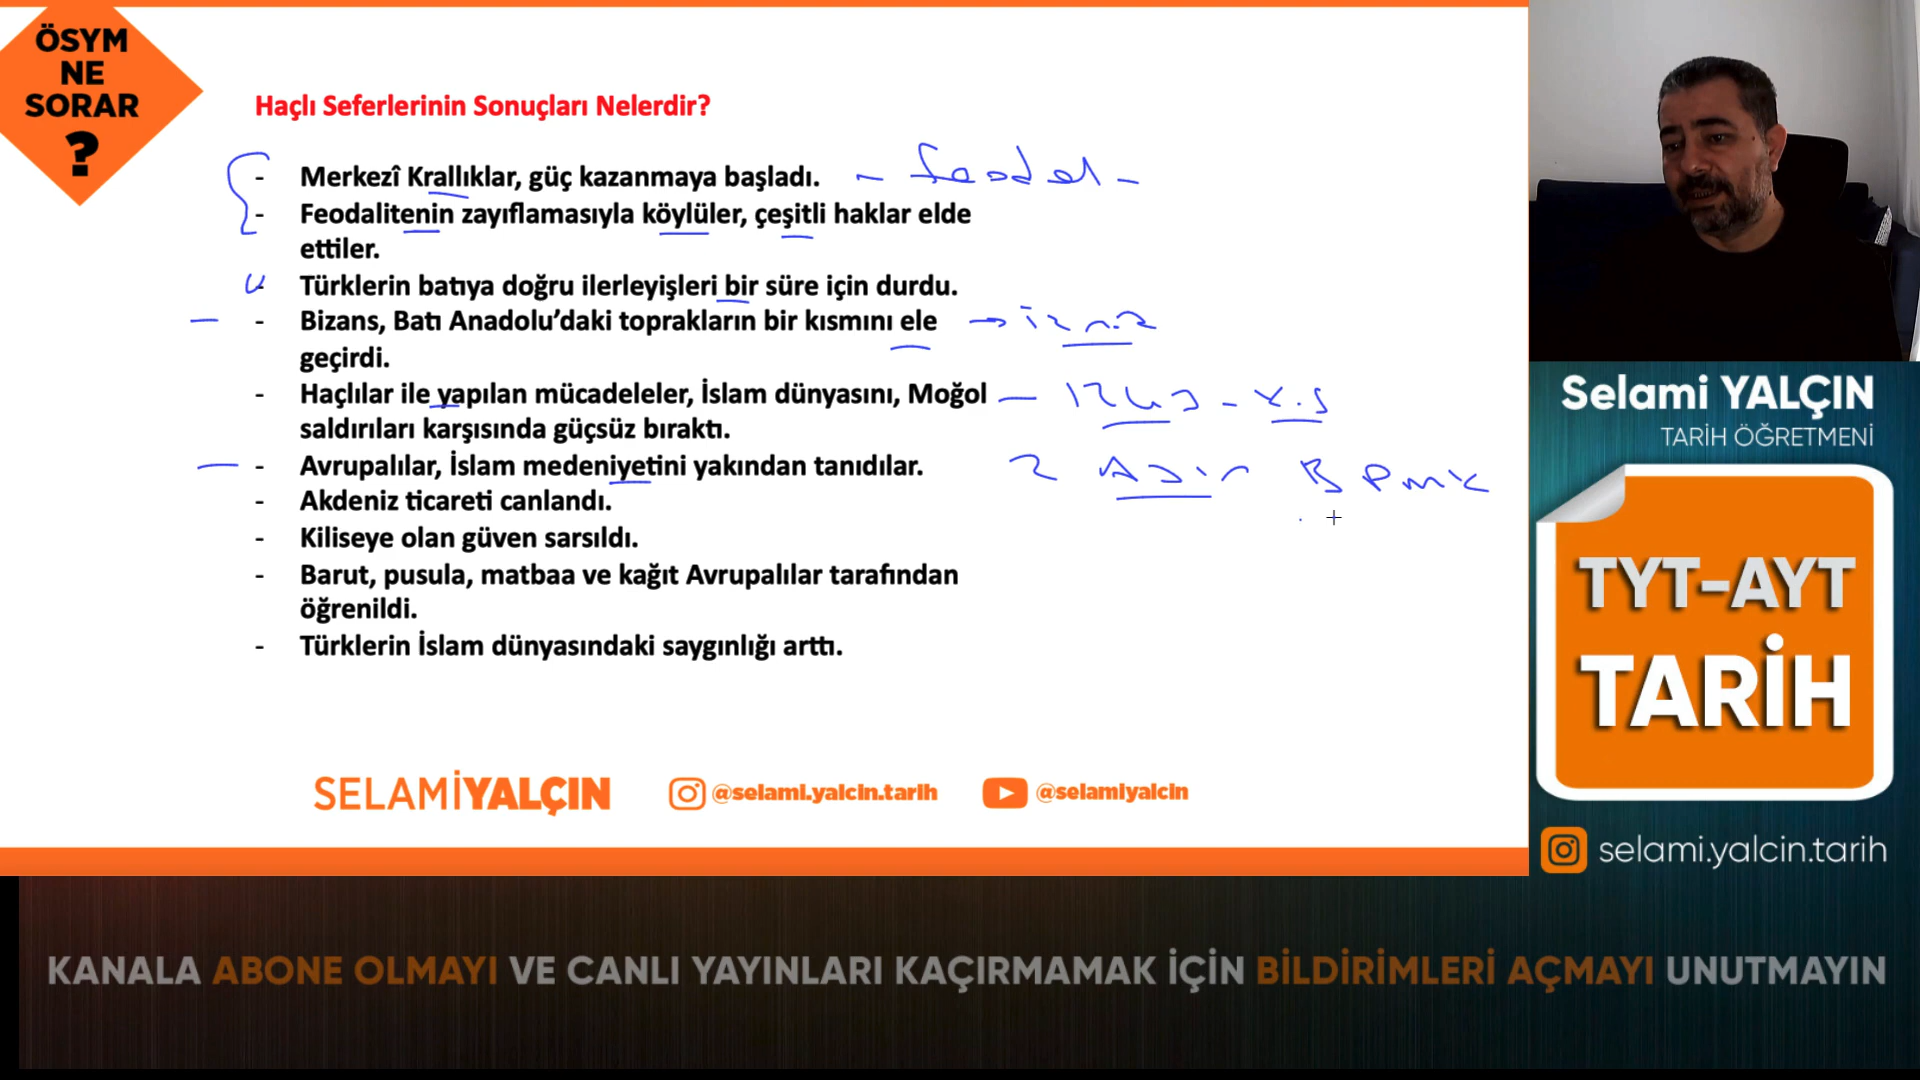 ÖSYM
NE
SORAR
?
Haçlı Seferlerinin Sonuçları Nelerdir?
- Merkezî Krallıklar, güç kazanmaya başladı. - feodal -
- Feodalitenin zayıflamasıyla köylüler, çeşitli haklar elde
ettiler.
- Türklerin batıya doğru ilerleyişleri bir süre için durdu.
- Bizans, Batı Anadolu’daki toprakların bir kısmını ele
geçirdi.
- Haçlılar ile yapılan mücadeleler, İslam dünyasını, Moğol - 1243 -
saldırıları karşısında güçsüz bıraktı.
- Avrupalılar, İslam medeniyetini yakından tanıdılar.
- Akdeniz ticareti canlandı.
- Kiliseye olan güven sarsıldı.
- Barut, pusula, matbaa ve kağıt Avrupalılar tarafından
öğrenildi.
- Türklerin İslam dünyasındaki saygınlığı arttı.
SELAMİYALÇIN @selami.yalcin.tarih @selamiyalcin
Selami YALÇIN
TARİH ÖĞRETMENİ
TYT-AYT
TARİH
selami.yalcin.tarih
KANALA ABONE OLMAYI VE CANLI YAYINLARI KAÇIRMAMAK İÇİN BİLDİRİMLERİ AÇMAYI UNUTMAYIN